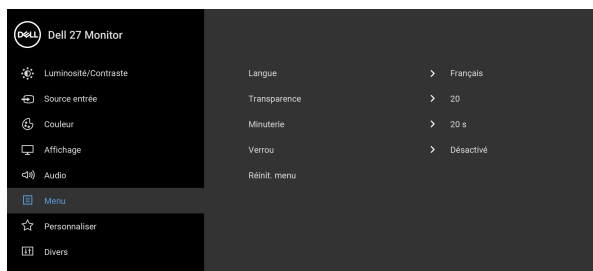 DELL Dell 27 Monitor
Luminosité/Contraste
Source entrée
Couleur
Affichage
Audio
Menu
Personnaliser
Divers
Langue Français
Transparence 20
Minuterie 20 s
Verrou Désactivé
Réinit. menu